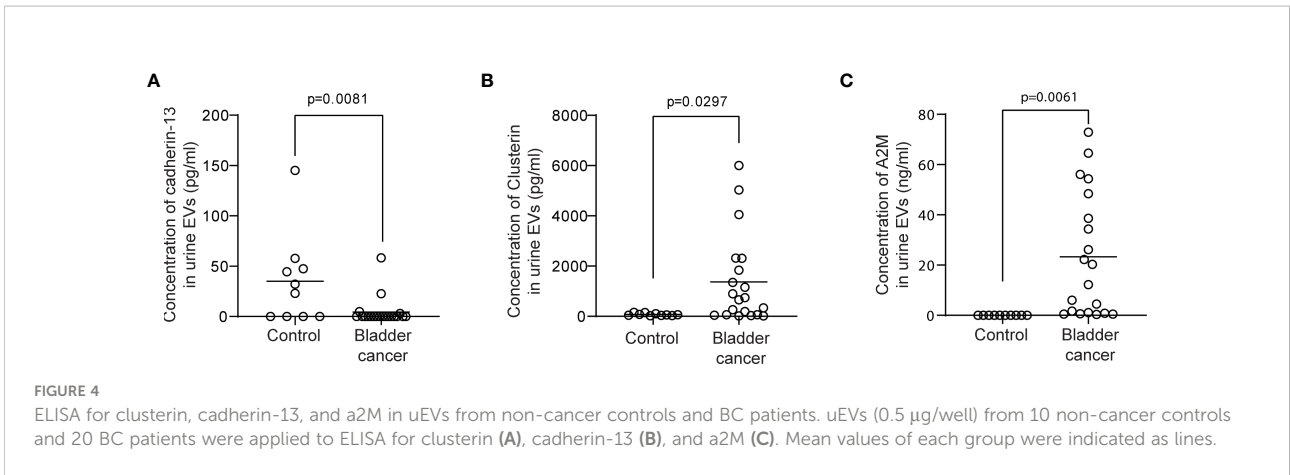 A
B
C
p=0.0081
p=0.0297
p=0.0061
Concentration of cadherin-13
in urine EVs (pg/ml)
200
150
100
50
0
Control
Bladder
cancer
Concentration of Clusterin
in urine EVs (pg/ml)
8000
6000
4000
2000
0
Control
Bladder
cancer
Concentration of A2M
in urine EVs (ng/ml)
80
60
40
20
0
Control
Bladder
cancer
FIGURE 4
ELISA for clusterin, cadherin-13, and a2M in uEVs from non-cancer controls and BC patients. uEVs (0.5 μg/well) from 10 non-cancer controls
and 20 BC patients were applied to ELISA for clusterin (A), cadherin-13 (B), and a2M (C). Mean values of each group were indicated as lines.